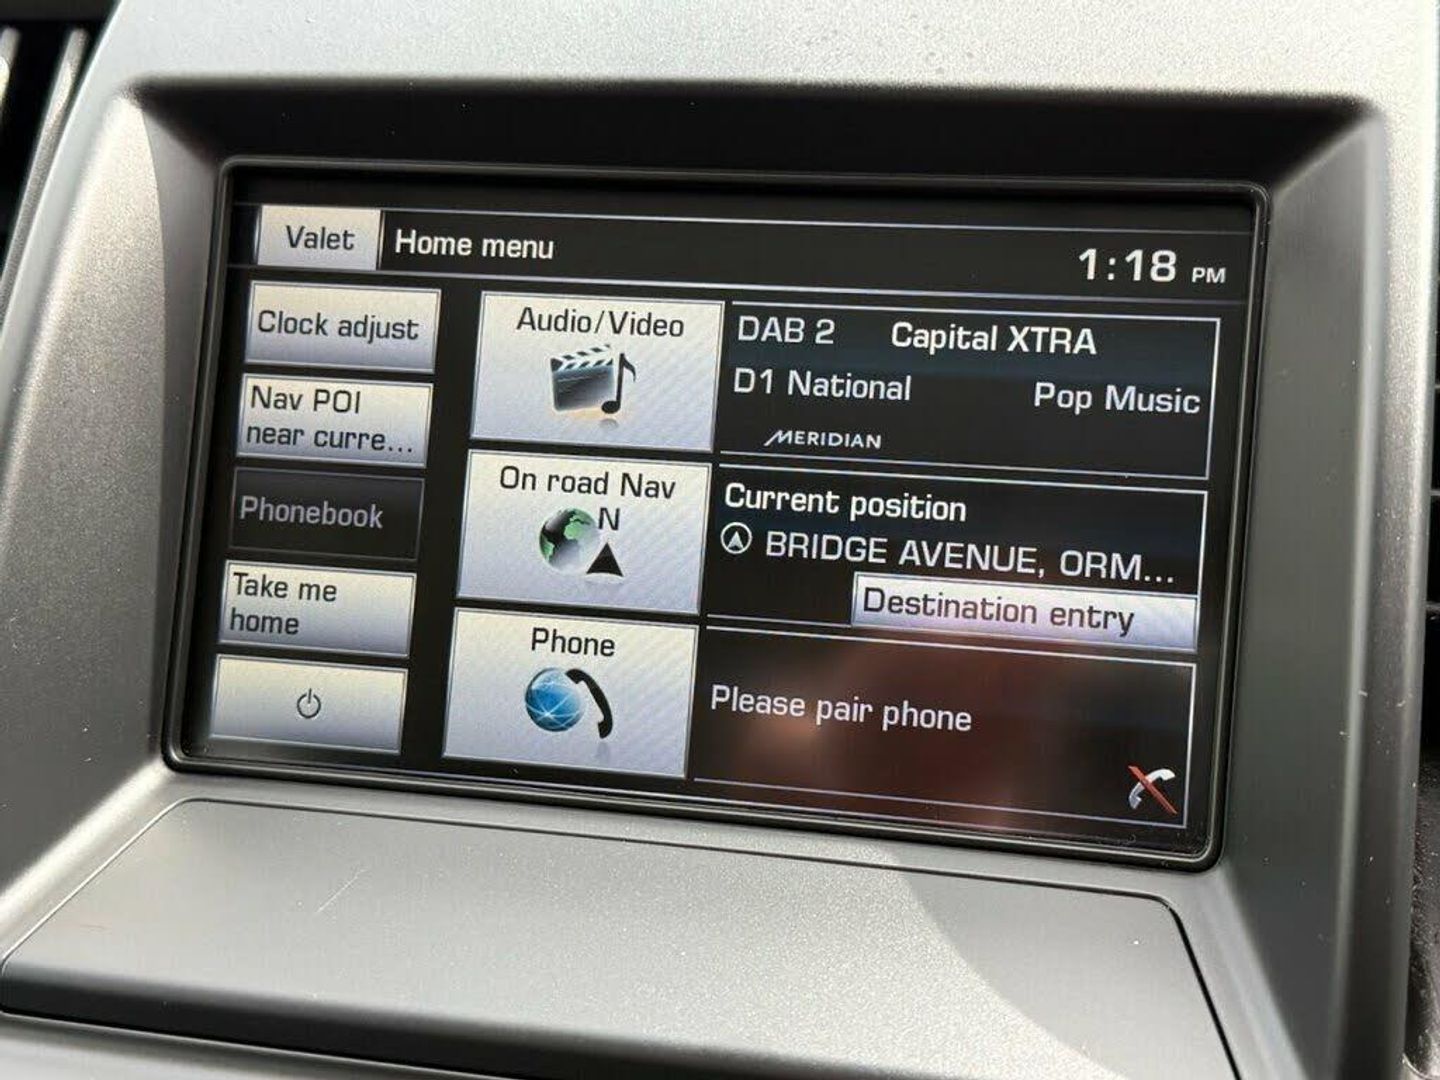 Valet
Home menu
1:18 PM
Clock adjust
Nav POI
near curre...
Phonebook
Take me
home
Audio/Video
On road Nav
N
Phone
DAB 2 Capital XTRA
D1 National Pop Music
MERIDIAN
Current position
BRIDGE AVENUE, ORM...
Destination entry
Please pair phone